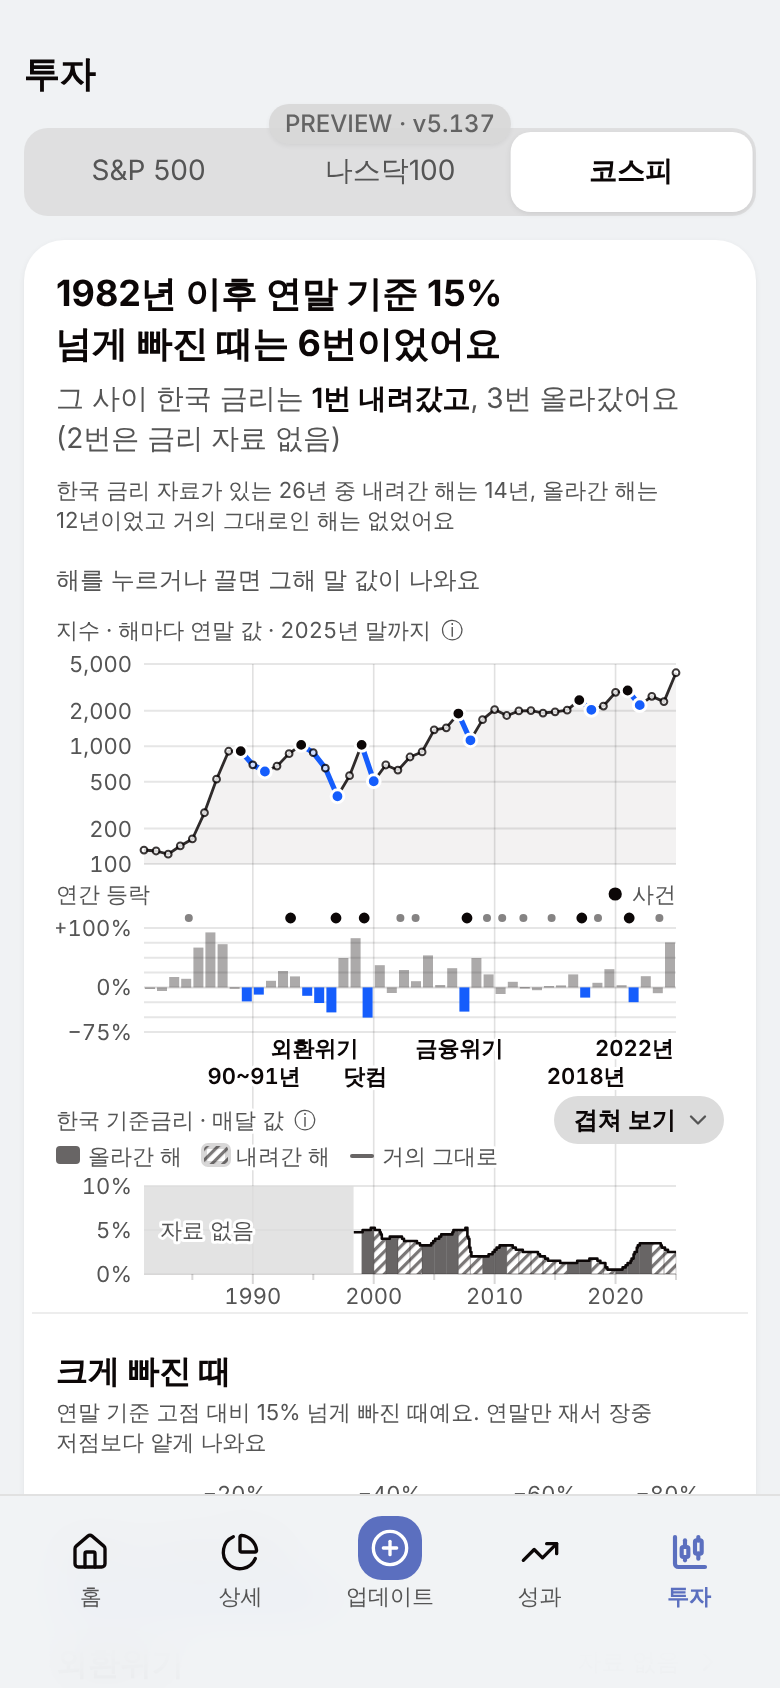 투자
PREVIEW · v5.137
S&P 500
나스닥100
코스피
1982년 이후 연말 기준 15%
넘게 빠진 때는 6번이었어요
그 사이 한국 금리는 1번 내려갔고, 3번 올라갔어요
(2번은 금리 자료 없음)
한국 금리 자료가 있는 26년 중 내려간 해는 14년, 올라간 해는
12년이었고 거의 그대로인 해는 없었어요
해를 누르거나 끌면 그해 말 값이 나와요
지수 · 해마다 연말 값 · 2025년 말까지 ⓘ
5,000
2,000
1,000
500
200
100
연간 등락
사건
+100%
0%
−75%
외환위기
금융위기
2022년
90~91년
닷컴
2018년
한국 기준금리 · 매달 값 ⓘ
겹쳐 보기
올라간 해
내려간 해
거의 그대로
10%
자료 없음
5%
0%
1990
2000
2010
2020
크게 빠진 때
연말 기준 고점 대비 15% 넘게 빠진 때예요. 연말만 재서 장중
저점보다 얕게 나와요
−20%
−40%
−60%
−80%
홈
상세
업데이트
성과
투자
외환위기